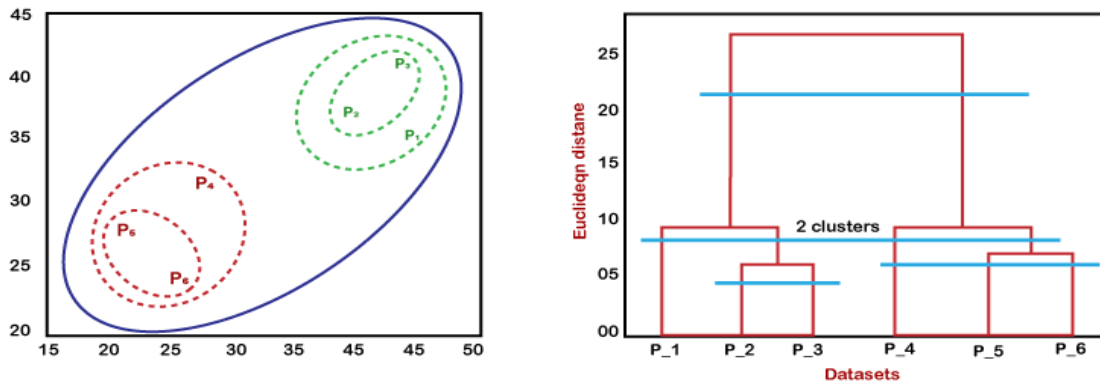 45
40
35
30
25
20
15 20 25 30 35 45 45 50
P₃
P₂
P₁
P₄
P₅
P₆
Euclideqn distane
25
20
15
10
05
00
2 clusters
P_1 P_2 P_3 P_4 P_5 P_6
Datasets